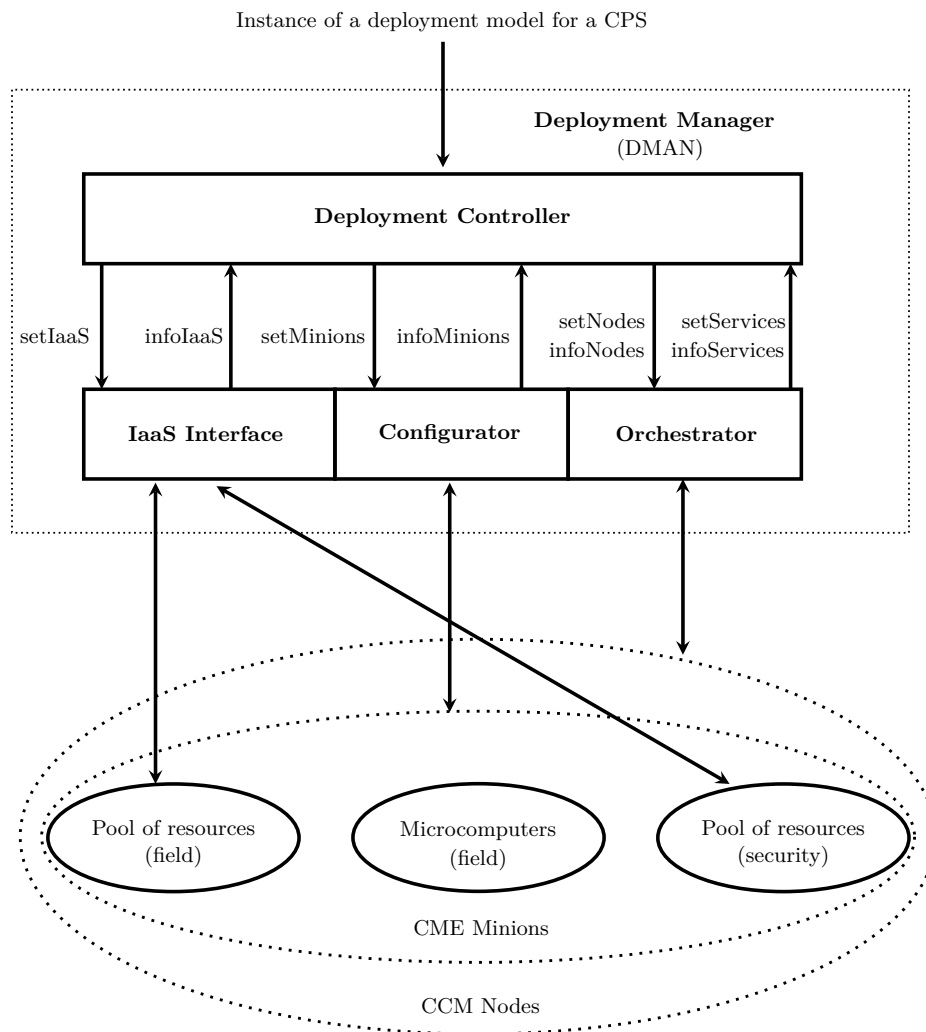 Instance of a deployment model for a CPS
Deployment Manager
(DMAN)
Deployment Controller
setIaaS
infoIaaS
setMinions
infoMinions
setNodes
infoNodes
setServices
infoServices
IaaS Interface
Configurator
Orchestrator
Pool of resources
(field)
Microcomputers
(field)
Pool of resources
(security)
CME Minions
CCM Nodes